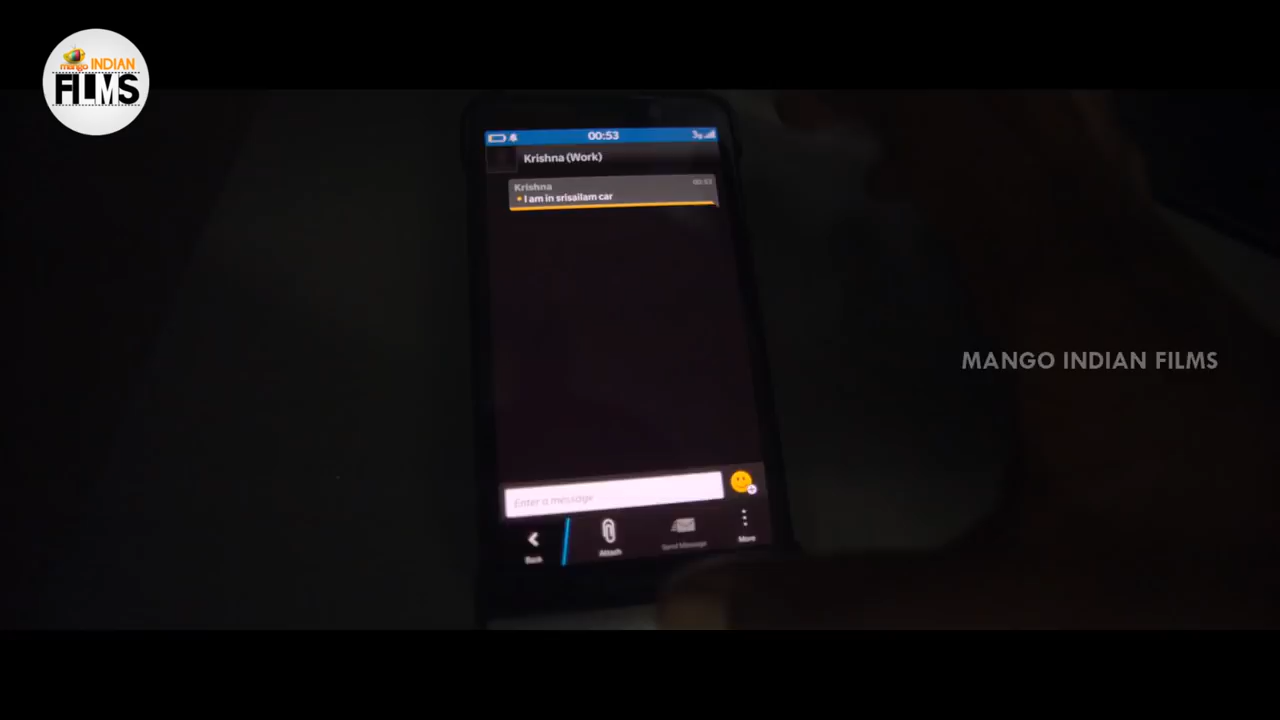 mango INDIAN
FILMS
00:53
3g
Krishna (Work)
Krishna
00:53
* I am in srisailam car
MANGO INDIAN FILMS
Enter a message
Back
Attach
Send Message
More